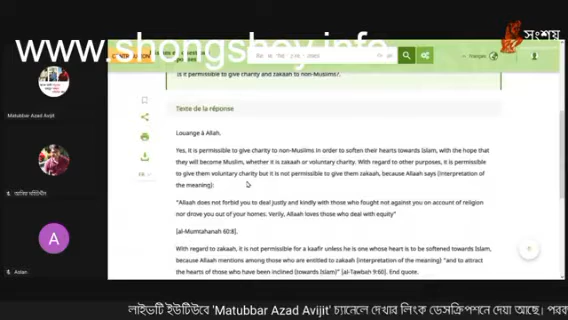 www.shongshoy.info
সংশয়
CONTRIBUTION
français
Is it permissible to give charity and zakaah to non-Muslims?.
Texte de la réponse
Louange à Allah,
Yes, it is permissible to give charity to non-Muslims in order to soften their hearts towards Islam, with the hope that
they will become Muslim, whether it is zakaah or voluntary charity. With regard to other purposes, it is permissible
to give them voluntary charity but it is not permissible to give them zakaah, because Allaah says (interpretation of
the meaning):
"Allaah does not forbid you to deal justly and kindly with those who fought not against you on account of religion
nor drove you out of your homes. Verily, Allaah loves those who deal with equity"
[al-Mumtahanah 60:8].
With regard to zakaah, it is not permissible for a kaafir unless he is one whose heart is to be softened towards Islam,
because Allaah mentions among those who are entitled to zakaah (interpretation of the meaning) "and to attract
the hearts of those who have been inclined (towards Islam)" [al-Tawbah 9:60]. End quote.
Matubbar Azad Avijit
A
Aslan
লাইভটি ইউটিউবে 'Matubbar Azad Avijit' চ্যানেলে দেখার লিংক ডেসক্রিপশনে দেয়া আছে।